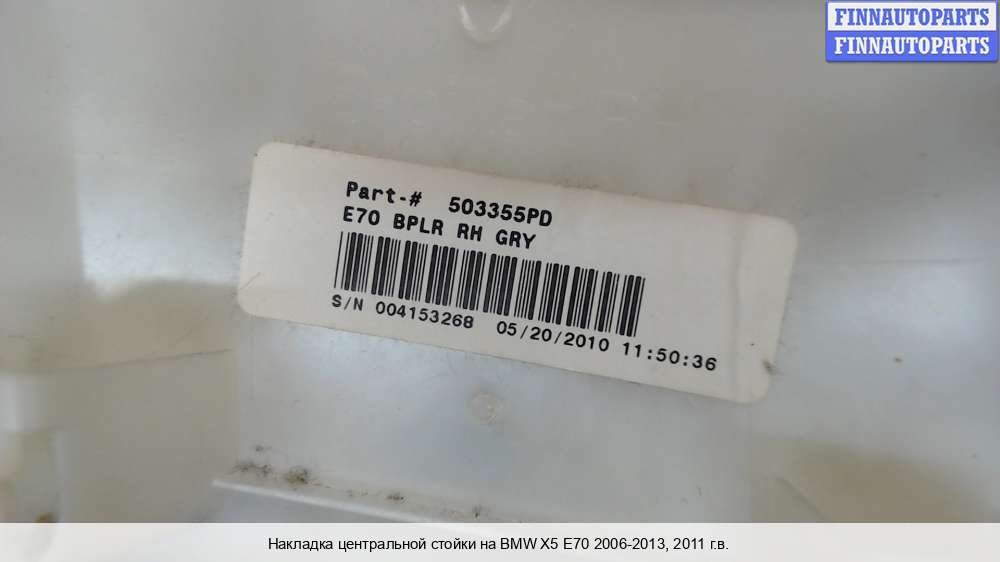 FINNAUTOPARTS
FINNAUTOPARTS
Part-# 503355PD
E70 BPLR RH GRY
S/N 004153268 05/20/2010 11:50:36
Накладка центральной стойки на BMW X5 E70 2006-2013, 2011 г.в.